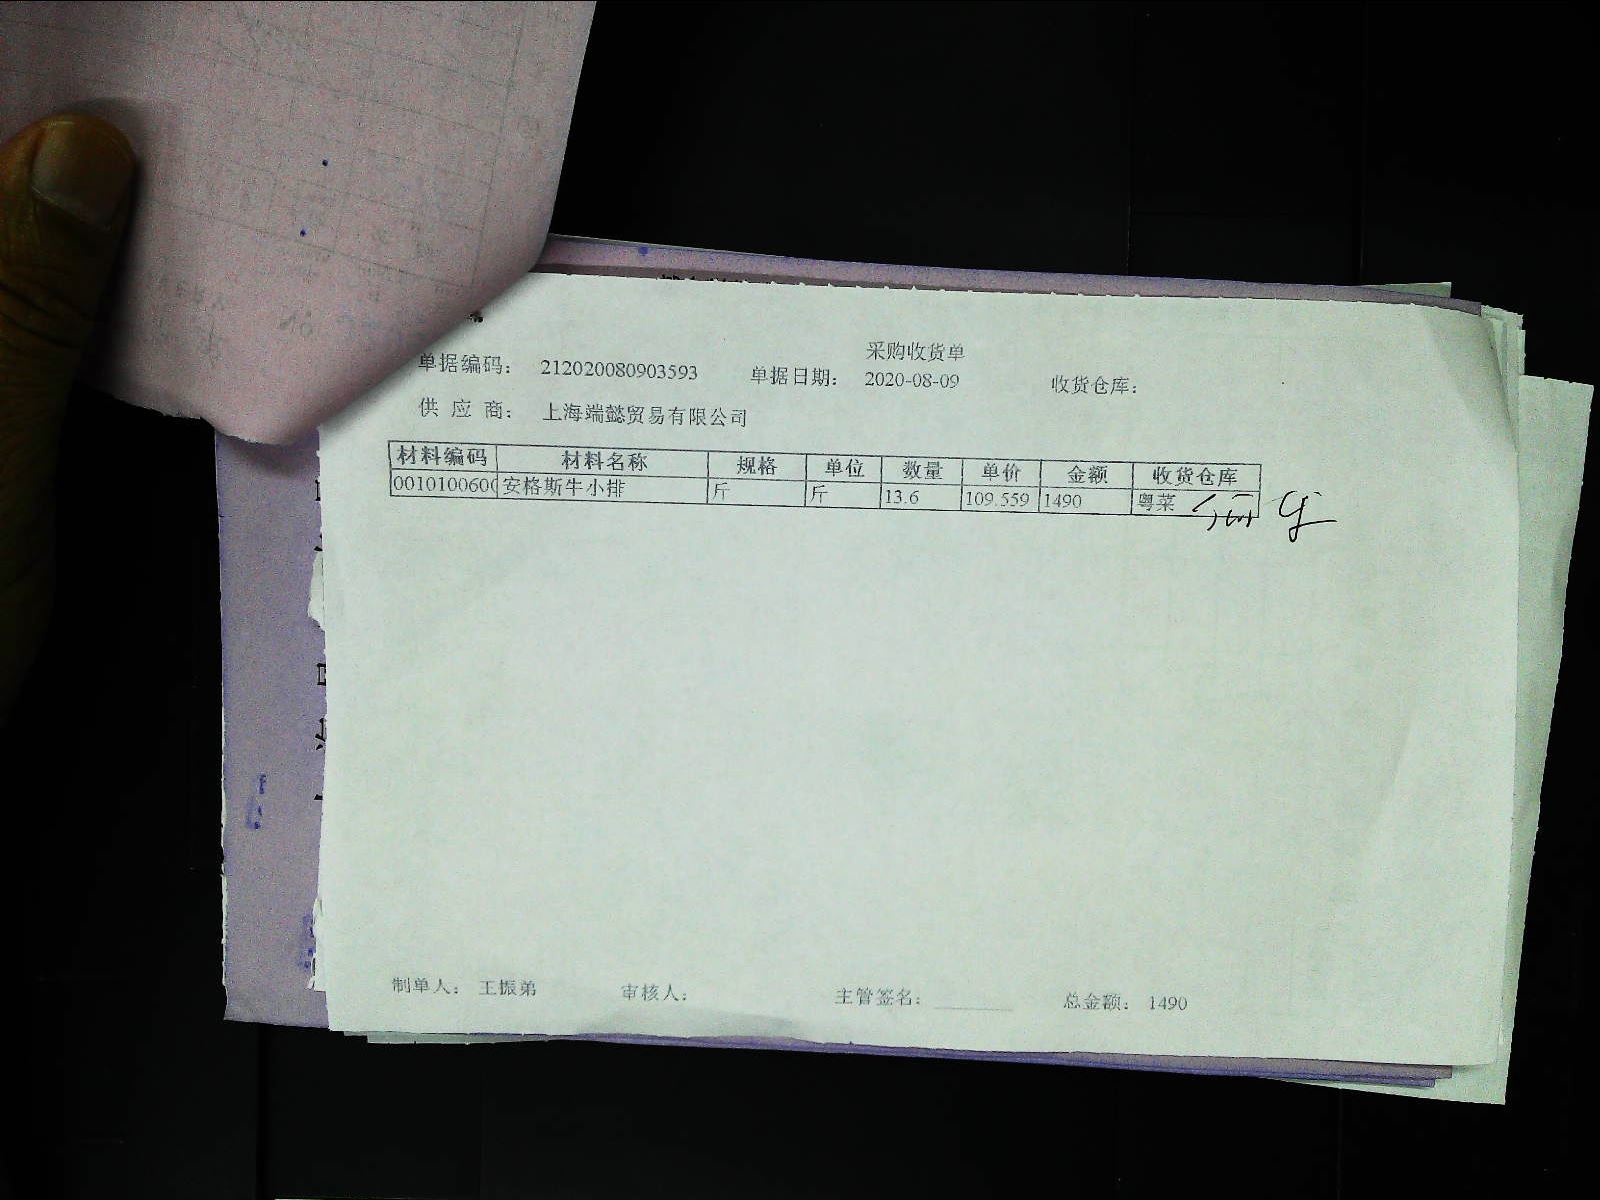 采购收货单
单据编码： 212020080903593 单据日期： 2020-08-09 收货仓库：
供 应 商： 上海端懿贸易有限公司
材料编码 材料名称 规格 单位 数量 单价 金额 收货仓库
0010100600 安格斯牛小排 斤 斤 13.6 109.559 1490 粤菜
制单人： 王振弟 审核人： 主管签名： 总金额： 1490